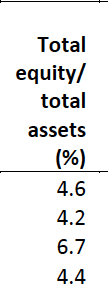 Total
equity/
total
assets
(%)
4.6
4.2
6.7
4.4